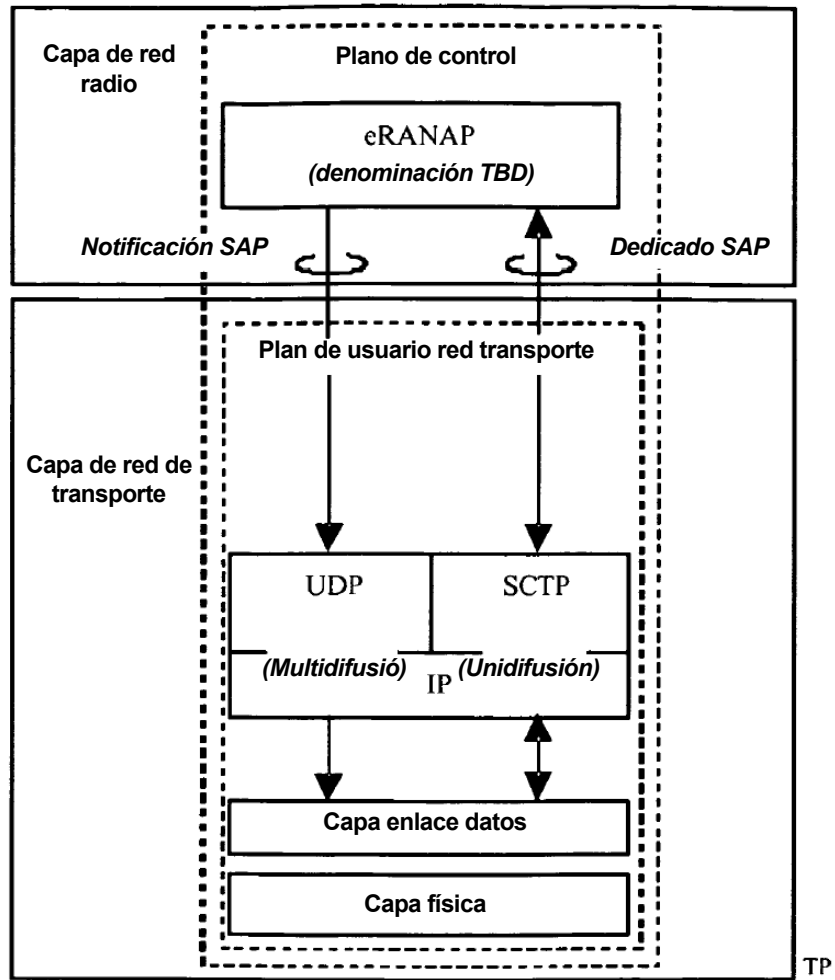 Capa de red
radio
Plano de control
eRANAP
(denominación TBD)
Notificación SAP
Dedicado SAP
Plan de usuario red transporte
Capa de red de
transporte
UDP
SCTP
(Multidifusió)
(Unidifusión)
IP
Capa enlace datos
Capa física
TP